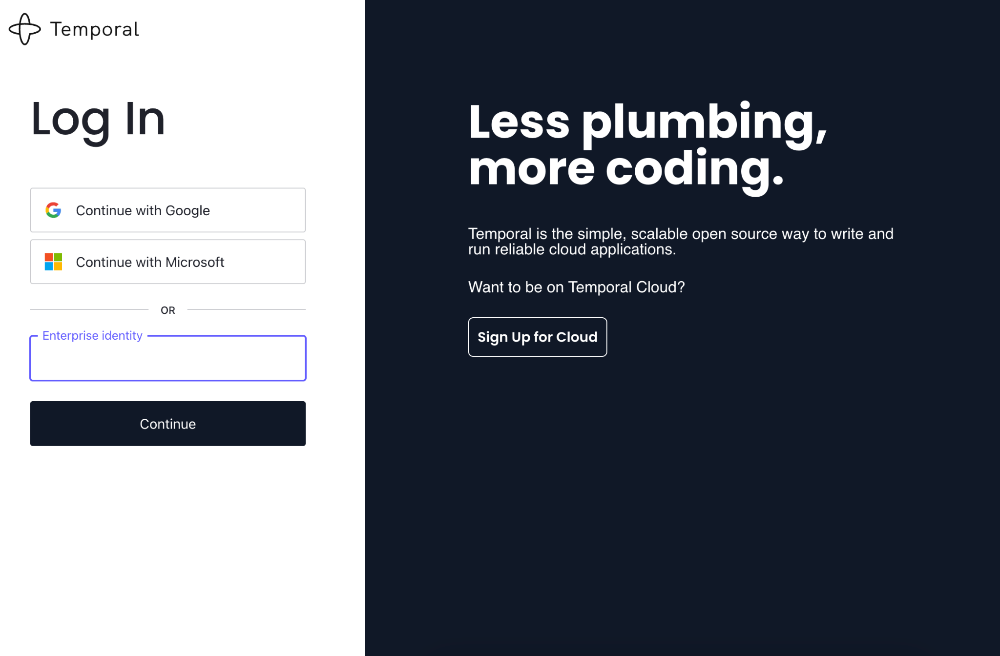 Temporal
Log In
Continue with Google
Continue with Microsoft
OR
Enterprise identity
Continue
Less plumbing,
more coding.
Temporal is the simple, scalable open source way to write and
run reliable cloud applications.
Want to be on Temporal Cloud?
Sign Up for Cloud